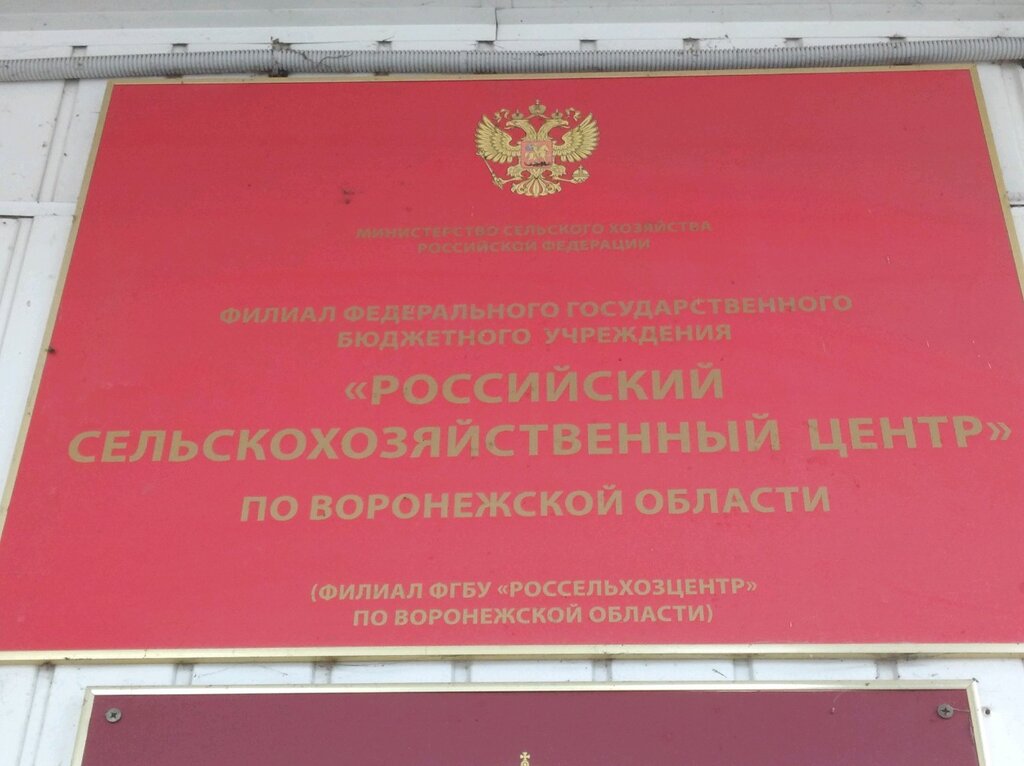 МИНИСТЕРСТВО СЕЛЬСКОГО ХОЗЯЙСТВА
РОССИЙСКОЙ ФЕДЕРАЦИИ
ФИЛИАЛ ФЕДЕРАЛЬНОГО ГОСУДАРСТВЕННОГО
БЮДЖЕТНОГО УЧРЕЖДЕНИЯ
«РОССИЙСКИЙ
СЕЛЬСКОХОЗЯЙСТВЕННЫЙ ЦЕНТР»
ПО ВОРОНЕЖСКОЙ ОБЛАСТИ
(ФИЛИАЛ ФГБУ «РОССЕЛЬХОЗЦЕНТР»
ПО ВОРОНЕЖСКОЙ ОБЛАСТИ)